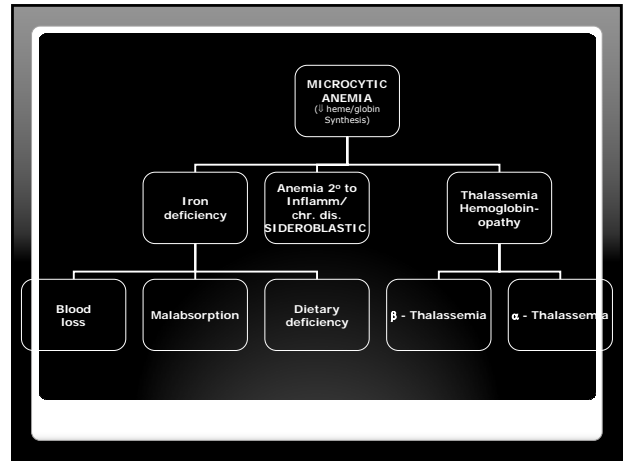 MICROCYTIC
ANEMIA
(⇓ heme/globin
Synthesis)
Iron
deficiency
Anemia 2º to
Inflamm/
chr. dis.
SIDEROBLASTIC
Thalassemia
Hemoglobin-
opathy
Blood
loss
Malabsorption
Dietary
deficiency
β - Thalassemia
α - Thalassemia